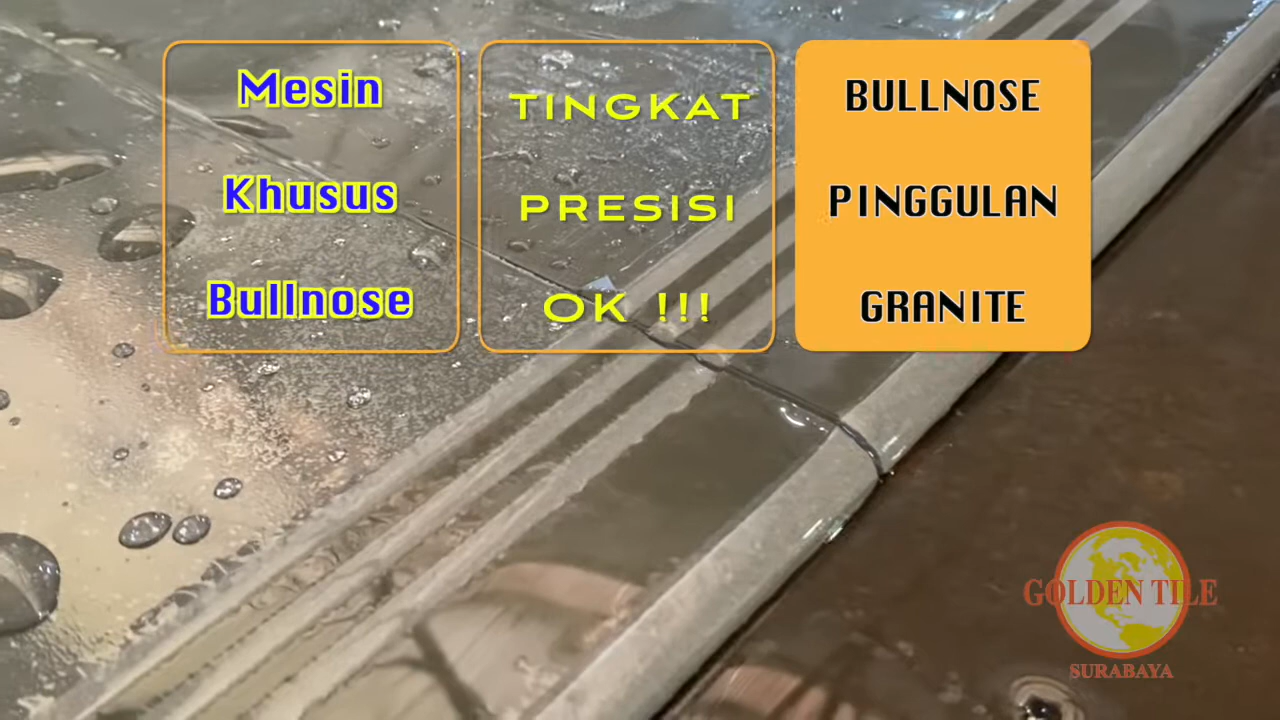 Mesin
Khusus
Bullnose
TINGKAT
PRESISI
OK !!!
BULLNOSE
PINGGULAN
GRANITE
GOLDEN TILE
SURABAYA